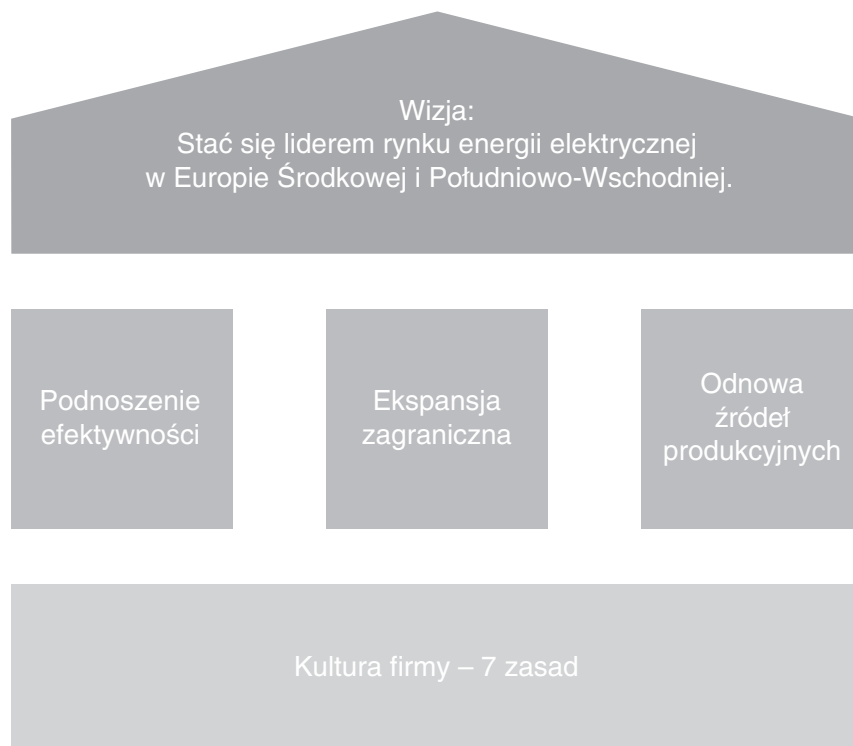 Wizja:
Stać się liderem rynku energii elektrycznej
w Europie Środkowej i Południowo-Wschodniej.
Podnoszenie
efektywności
Ekspansja
zagraniczna
Odnowa
źródeł
produkcyjnych
Kultura firmy – 7 zasad